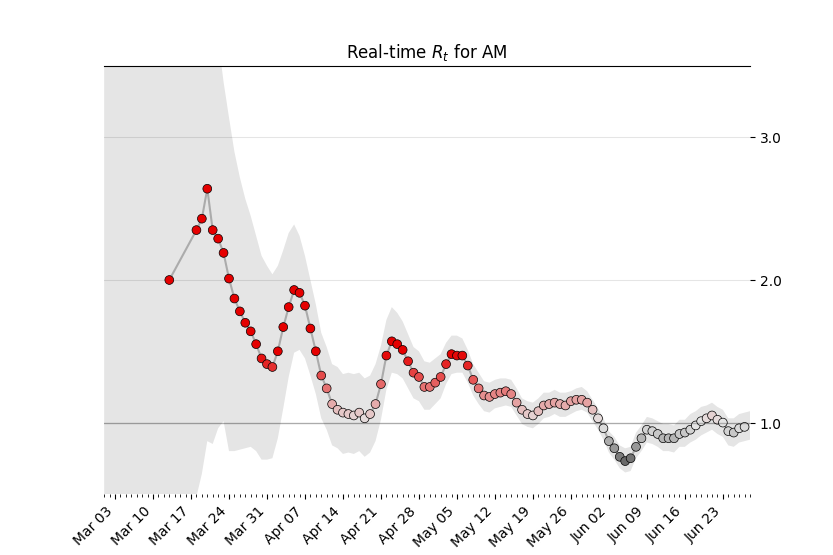 Real-time Rt for AM
3.0
2.0
1.0
Mar 03
Mar 10
Mar 17
Mar 24
Mar 31
Apr 07
Apr 14
Apr 21
Apr 28
May 05
May 12
May 19
May 26
Jun 02
Jun 09
Jun 16
Jun 23